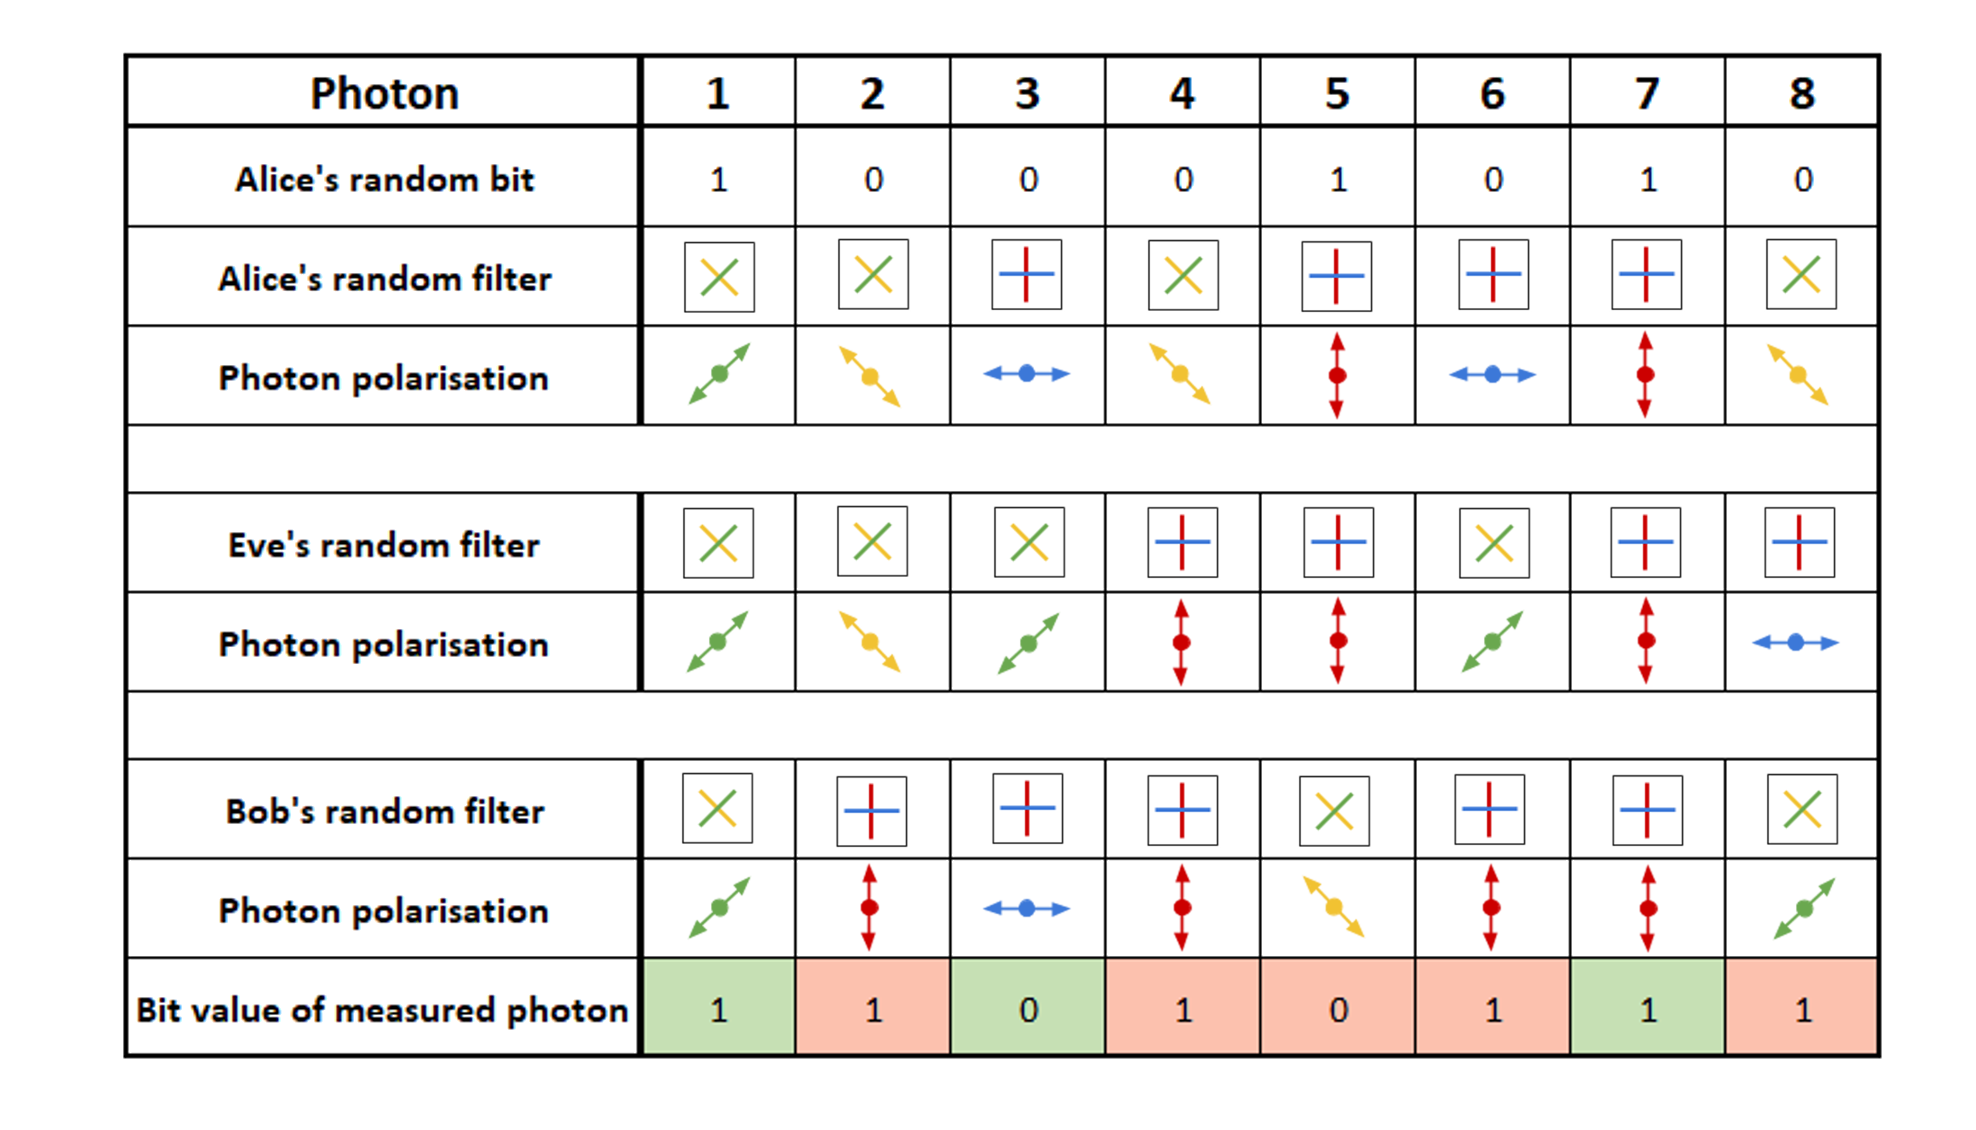 Photon 1 2 3 4 5 6 7 8
Alice's random bit 1 0 0 0 1 0 1 0
Alice's random filter
Photon polarisation
Eve's random filter
Photon polarisation
Bob's random filter
Photon polarisation
Bit value of measured photon 1 1 0 1 0 1 1 1